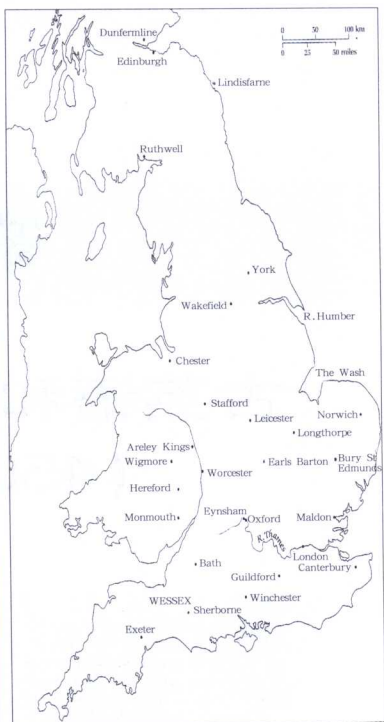 Dunfermline
Edinburgh
0 50 100 km
0 25 50 miles
Lindisfarne
Ruthwell
York
Wakefield
R. Humber
Chester
The Wash
Stafford
Leicester
Norwich
Longthorpe
Areley Kings
Wigmore
Earls Barton
Bury St
Edmunds
Worcester
Hereford
Monmouth
Eynsham
Oxford
Maldon
R. Thames
London
Bath
Canterbury
Guildford
WESSEX
Winchester
Sherborne
Exeter